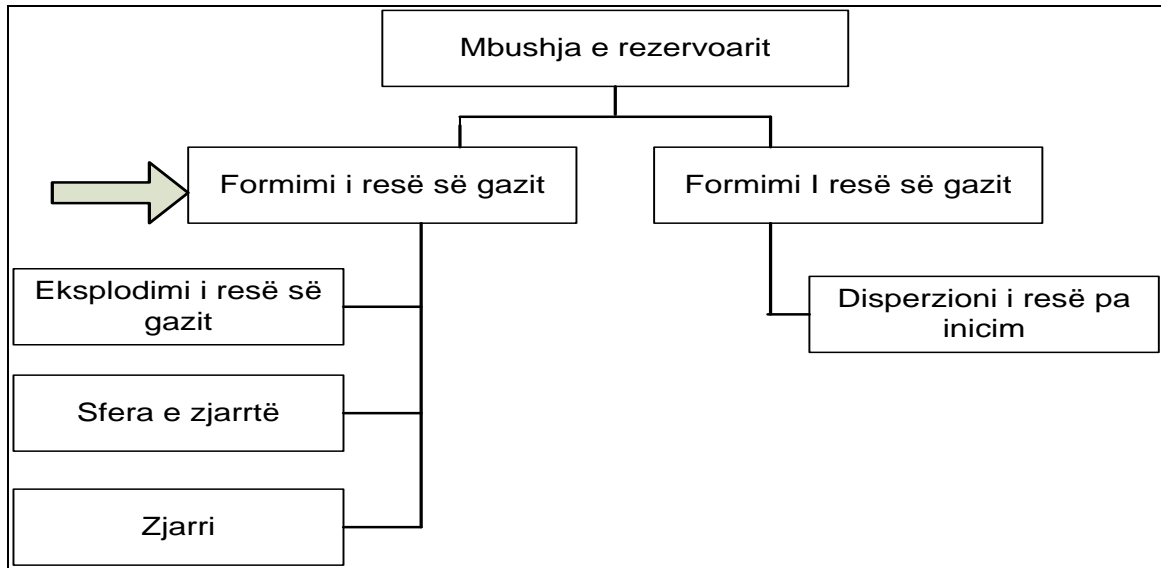 Mbushja e rezervoarit
Formimi i resë së gazit
Formimi I resë së gazit
Eksplodimi i resë së
gazit
Disperzioni i resë pa
inicim
Sfera e zjarrtë
Zjarri